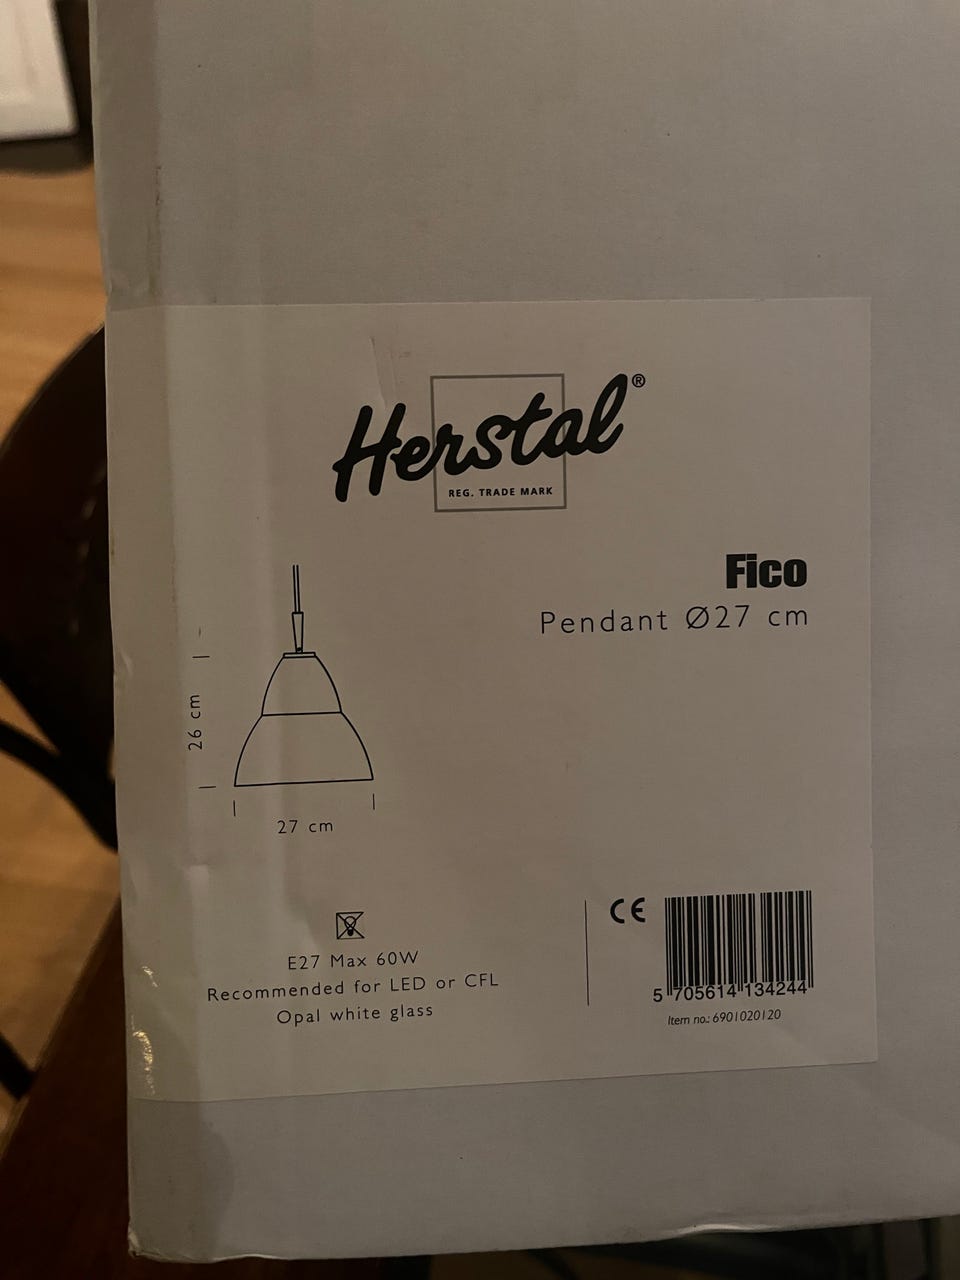 Herstal®
REG. TRADE MARK
Fico
Pendant Ø27 cm
26 cm
27 cm
E27 Max 60W
Recommended for LED or CFL
Opal white glass
CE
5 705614 134244
Item no.: 6901020120